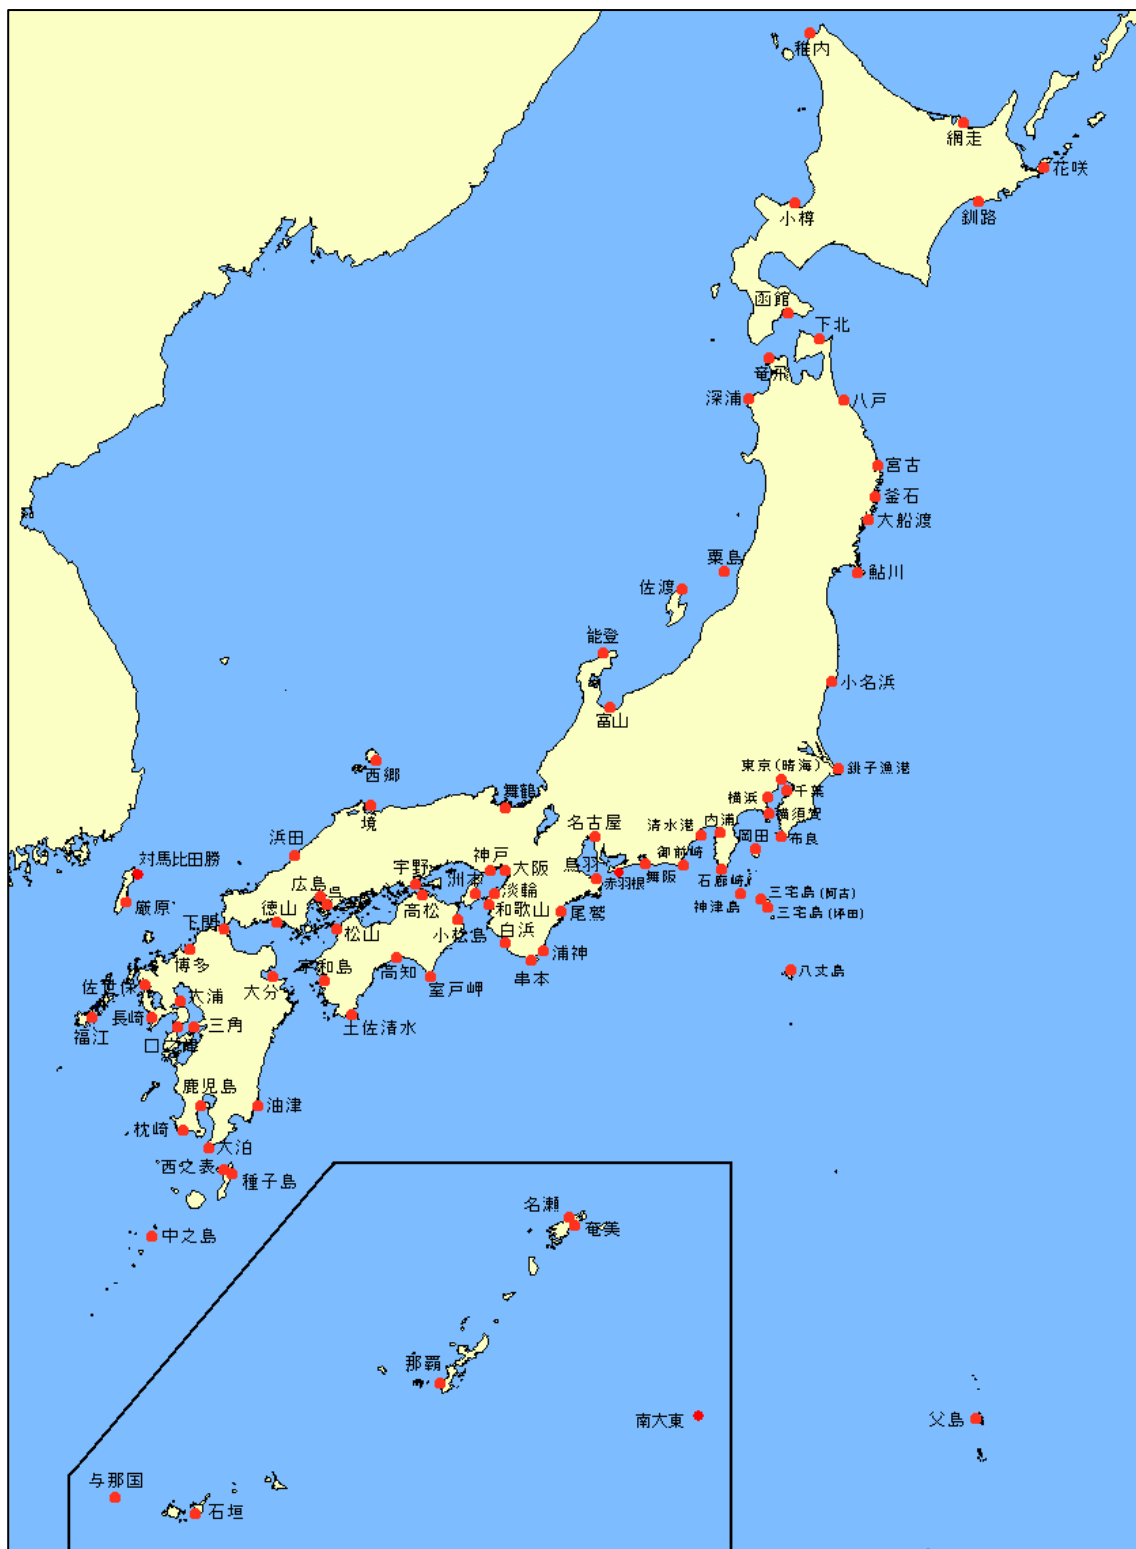 稚内
網走
花咲
小樽
釧路
函館
下北
竜飛
深浦
八戸
宮古
釜石
大船渡
粟島
鮎川
佐渡
能登
小名浜
富山
西郷
東京(晴海)
銚子漁港
千葉
横浜
舞鶴
境
横須賀
名古屋
清水港
内浦
岡田
布良
浜田
御前崎
対馬比田勝
宇野
神戸
大阪
鳥羽
赤羽根
舞阪
石廊崎
広島
呉
洲本
淡輪
高松
三宅島(阿古)
厳原
神津島
三宅島(坪田)
徳山
和歌山
尾鷲
下関
松山
小松島
白浜
浦神
博多
高知
串本
八丈島
佐世保
大分
宇和島
室戸岬
大浦
福江
長崎
三角
土佐清水
口之津
鹿児島
油津
枕崎
大泊
西之表
種子島
名瀬
奄美
中之島
那覇
南大東
父島
与那国
石垣